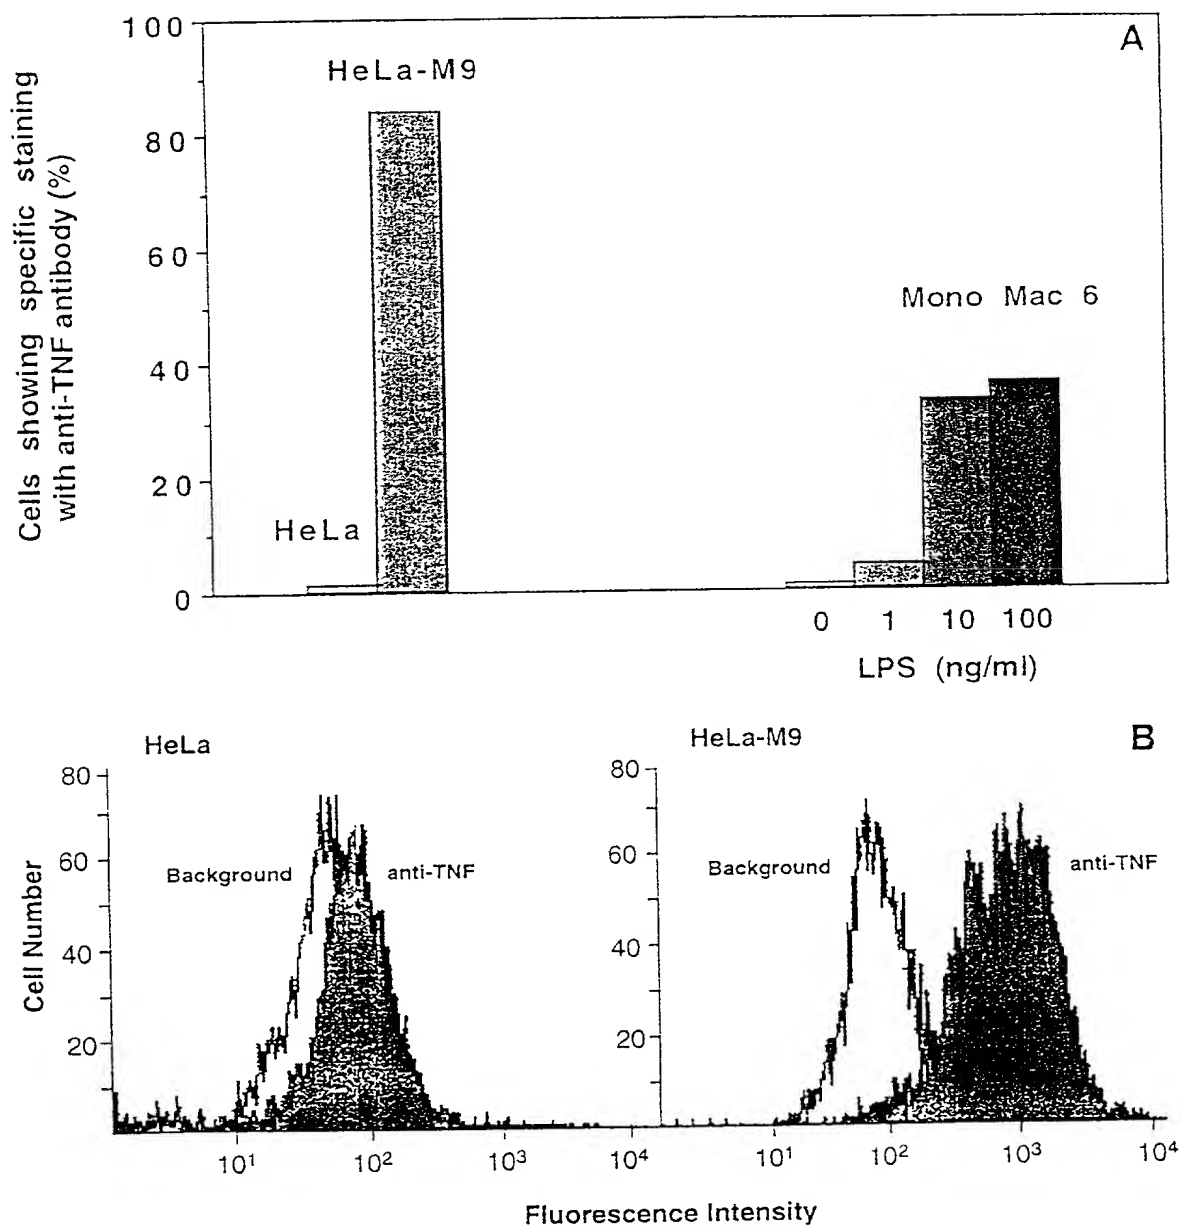 A
Cells showing specific staining
with anti-TNF antibody (%)
100
80
60
40
20
0
HeLa-M9
HeLa
Mono Mac 6
0 1 10 100
LPS (ng/ml)
HeLa
HeLa-M9
B
Cell Number
80
60
40
20
Background
anti-TNF
80
60
40
20
Background
anti-TNF
10¹ 10² 10³ 10⁴ 10¹ 10² 10³ 10⁴
Fluorescence Intensity